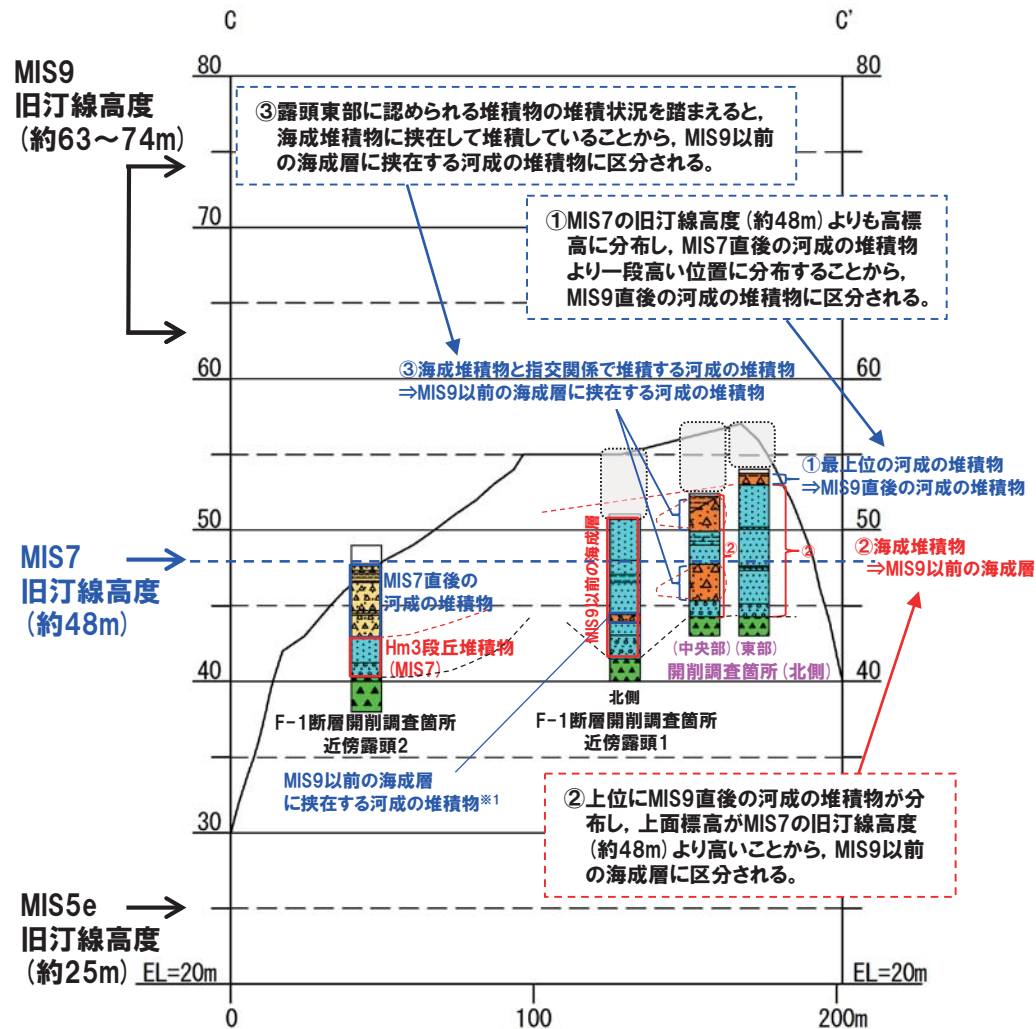 C
C'
MIS9
旧汀線高度
(約63～74m)
80
80
③露頭東部に認められる堆積物の堆積状況を踏まえると,
海成堆積物に挟在して堆積していることから, MIS9以前
の海成層に挟在する河成の堆積物に区分される。
70
70
①MIS7の旧汀線高度(約48m)よりも高標
高に分布し, MIS7直後の河成の堆積物
より一段高い位置に分布することから,
MIS9直後の河成の堆積物に区分される。
60
60
③海成堆積物と指交関係で堆積する河成の堆積物
⇒MIS9以前の海成層に挟在する河成の堆積物
①最上位の河成の堆積物
⇒MIS9直後の河成の堆積物
50
50
MIS7
旧汀線高度
(約48m)
MIS7直後の
河成の堆積物
Hm3段丘堆積物
(MIS7)
MIS9以前の海成層
②
②
②海成堆積物
⇒MIS9以前の海成層
(中央部)
(東部)
開削調査箇所(北側)
40
40
F-1断層開削調査箇所
近傍露頭2
北側
F-1断層開削調査箇所
近傍露頭1
MIS9以前の海成層
に挟在する河成の堆積物※1
②上位にMIS9直後の河成の堆積物が分
布し, 上面標高がMIS7の旧汀線高度
(約48m)より高いことから, MIS9以前
の海成層に区分される。
30
30
MIS5e
旧汀線高度
(約25m)
EL=20m
EL=20m
0
100
200m